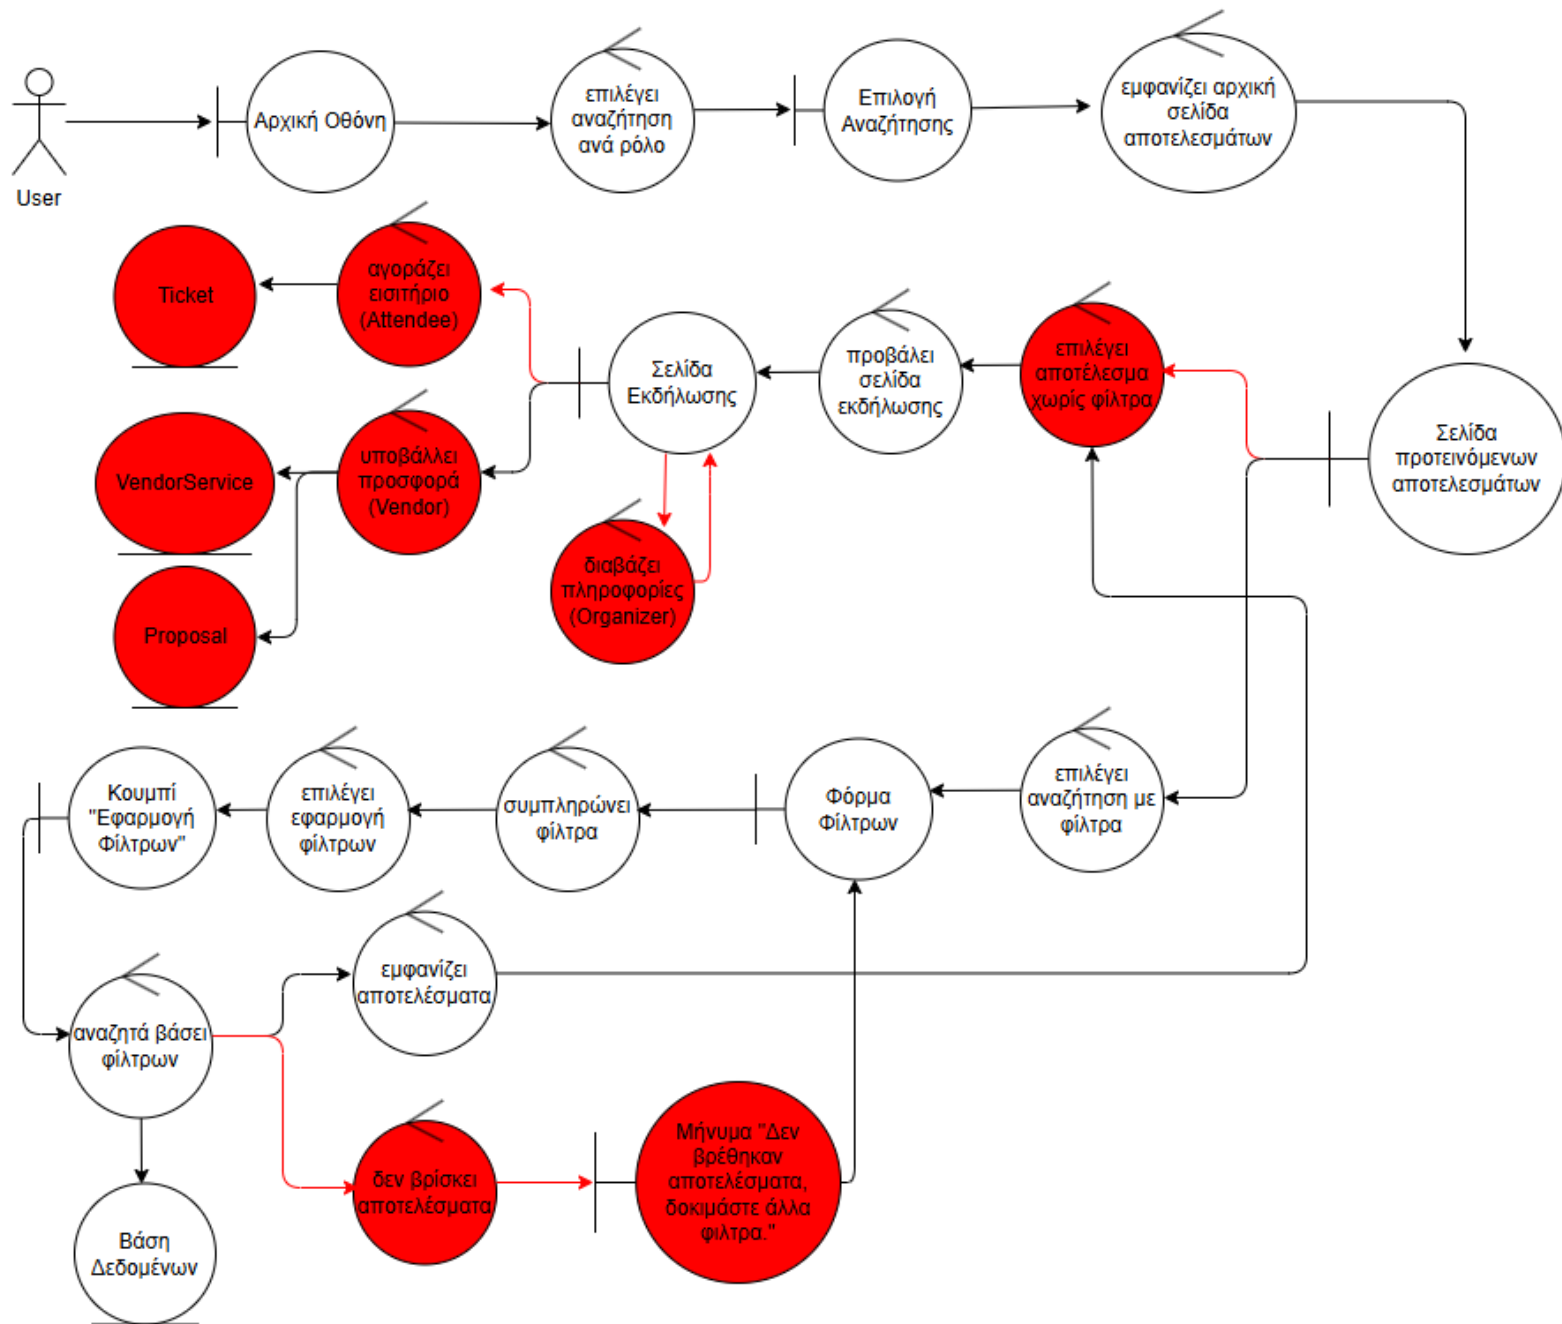 User
Αρχική Οθόνη
επιλέγει
αναζήτηση
ανά ρόλο
Επιλογή
Αναζήτησης
εμφανίζει αρχική
σελίδα
αποτελεσμάτων
Ticket
αγοράζει
εισιτήριο
(Attendee)
Σελίδα
Εκδήλωσης
προβάλει
σελίδα
εκδήλωσης
επιλέγει
αποτέλεσμα
χωρίς φίλτρα
Σελίδα
προτεινόμενων
αποτελεσμάτων
VendorService
υποβάλλει
προσφορά
(Vendor)
διαβάζει
πληροφορίες
(Organizer)
Proposal
Κουμπί
"Εφαρμογή
Φίλτρων"
επιλέγει
εφαρμογή
φίλτρων
συμπληρώνει
φίλτρα
Φόρμα
Φίλτρων
επιλέγει
αναζήτηση με
φίλτρα
εμφανίζει
αποτελέσματα
αναζητά βάσει
φίλτρων
δεν βρίσκει
αποτελέσματα
Μήνυμα "Δεν
βρέθηκαν
αποτελέσματα,
δοκιμάστε άλλα
φιλτρα."
Βάση
Δεδομένων